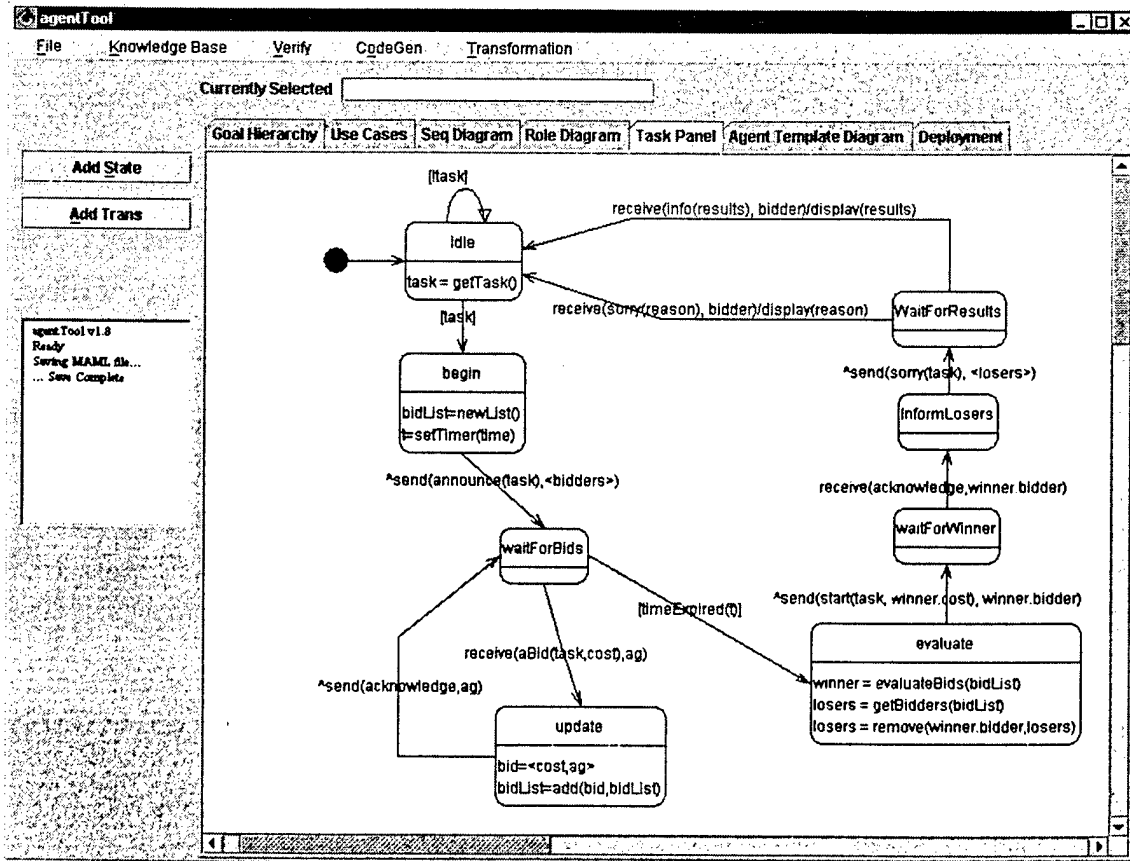 agentTool
File Knowledge Base Verify CodeGen Transformation
Currently Selected
Goal Hierarchy Use Cases Seq Diagram Role Diagram Task Panel Agent Template Diagram Deployment
Add State
Add Trans
agentTool v1.8
Ready
Saving MAML file...
... Save Complete
[!task]
receive(info(results), bidder)/display(results)
Idle
task = getTask()
receive(sorry(reason), bidder)/display(reason)
WaitForResults
[task]
begin
bidList=newList()
t=setTimer(time)
^send(sorry(task), <losers>)
InformLosers
^send(announce(task),<bidders>)
receive(acknowledge,winner.bidder)
waitForBids
waitForWinner
[timeExpired(t)]
^send(start(task, winner.cost), winner.bidder)
receive(aBid(task,cost),ag)
^send(acknowledge,ag)
evaluate
winner = evaluateBids(bidList)
losers = getBidders(bidList)
losers = remove(winner.bidder,losers)
update
bid=<cost,ag>
bidList=add(bid,bidList)